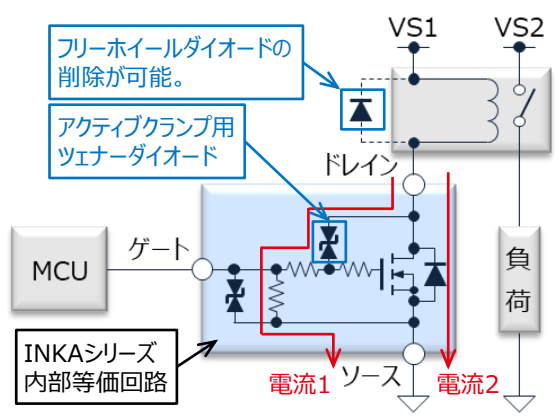 フリーホイールダイオードの
削除が可能。
アクティブクランプ用
ツェナーダイオード
VS1
VS2
ドレイン
ゲート
MCU
負
荷
INKAシリーズ
内部等価回路
電流1
ソース
電流2